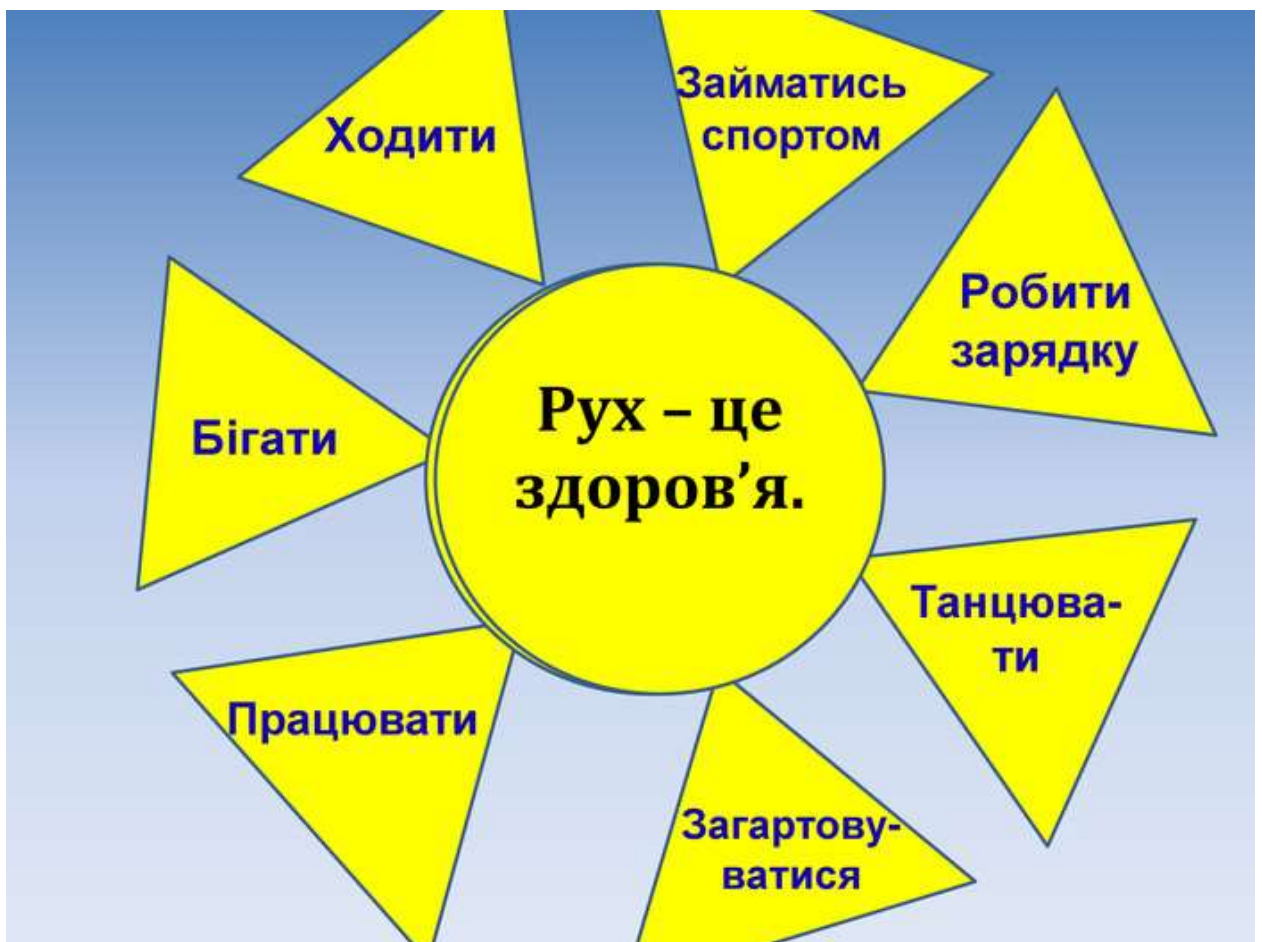 Ходити
Займатись
спортом
Робити
зарядку
Рух – це
здоров’я.
Бігати
Танцюва-
ти
Працювати
Загартову-
ватися